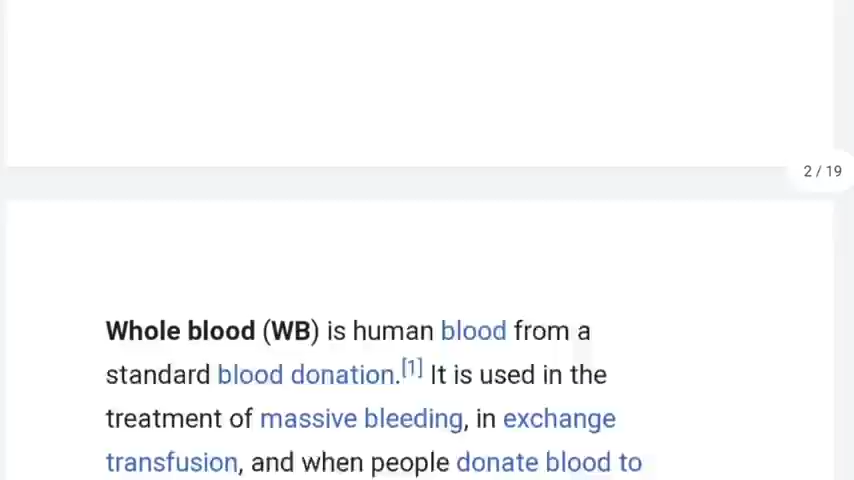 2 / 19
Whole blood (WB) is human blood from a
standard blood donation.[1] It is used in the
treatment of massive bleeding, in exchange
transfusion, and when people donate blood to